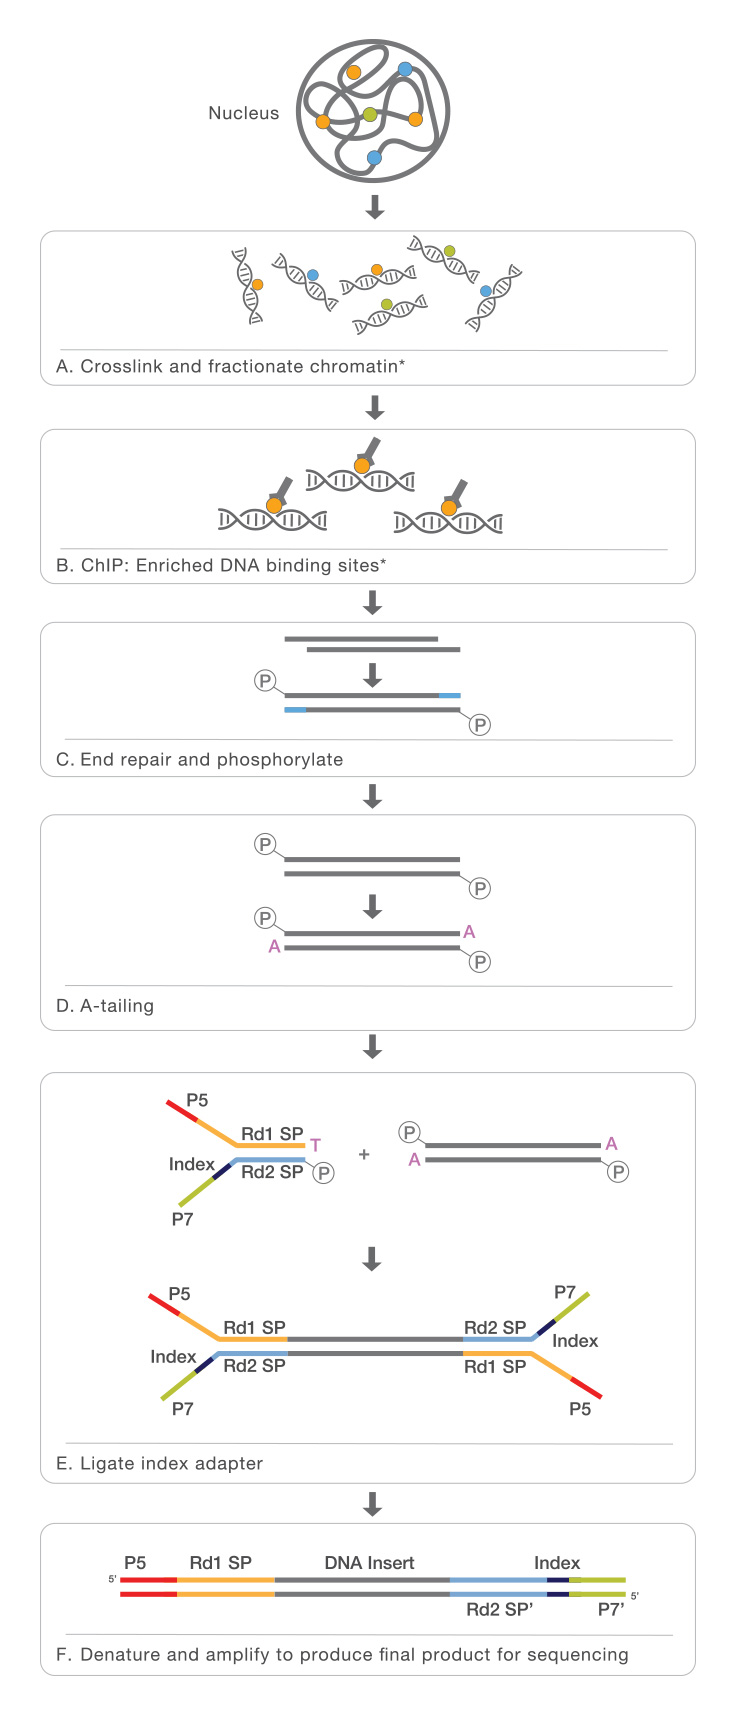 Nucleus
A. Crosslink and fractionate chromatin*
B. ChIP: Enriched DNA binding sites*
P
P
C. End repair and phosphorylate
P
P
P
A
A
P
D. A-tailing
P5
Rd1 SP
T
Index
Rd2 SP
P
P7
+
P
A
A
P
P5
P7
Rd1 SP
Rd2 SP
Index
Index
Rd2 SP
Rd1 SP
P7
P5
E. Ligate index adapter
P5 Rd1 SP DNA Insert Index
5'
5'
Rd2 SP’ P7’
F. Denature and amplify to produce final product for sequencing